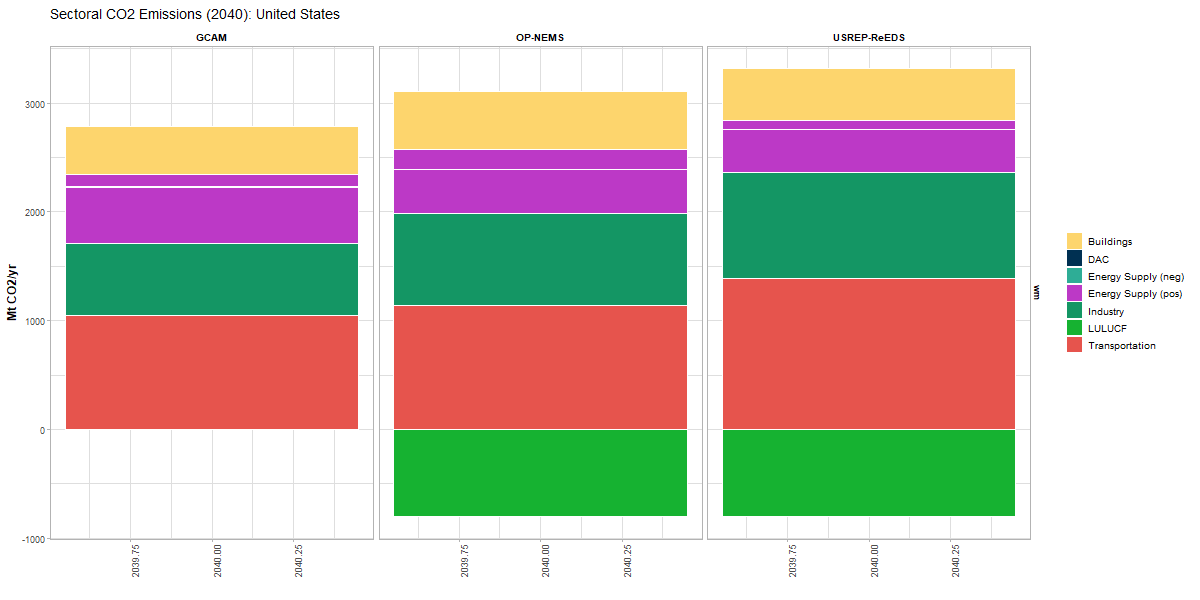 Sectoral CO2 Emissions (2040): United States
GCAM
OP-NEMS
USREP-ReEDS
Mt CO2/yr
3000
2000
1000
0
-1000
2039.75
2040.00
2040.25
2039.75
2040.00
2040.25
2039.75
2040.00
2040.25
wm
Buildings
DAC
Energy Supply (neg)
Energy Supply (pos)
Industry
LULUCF
Transportation